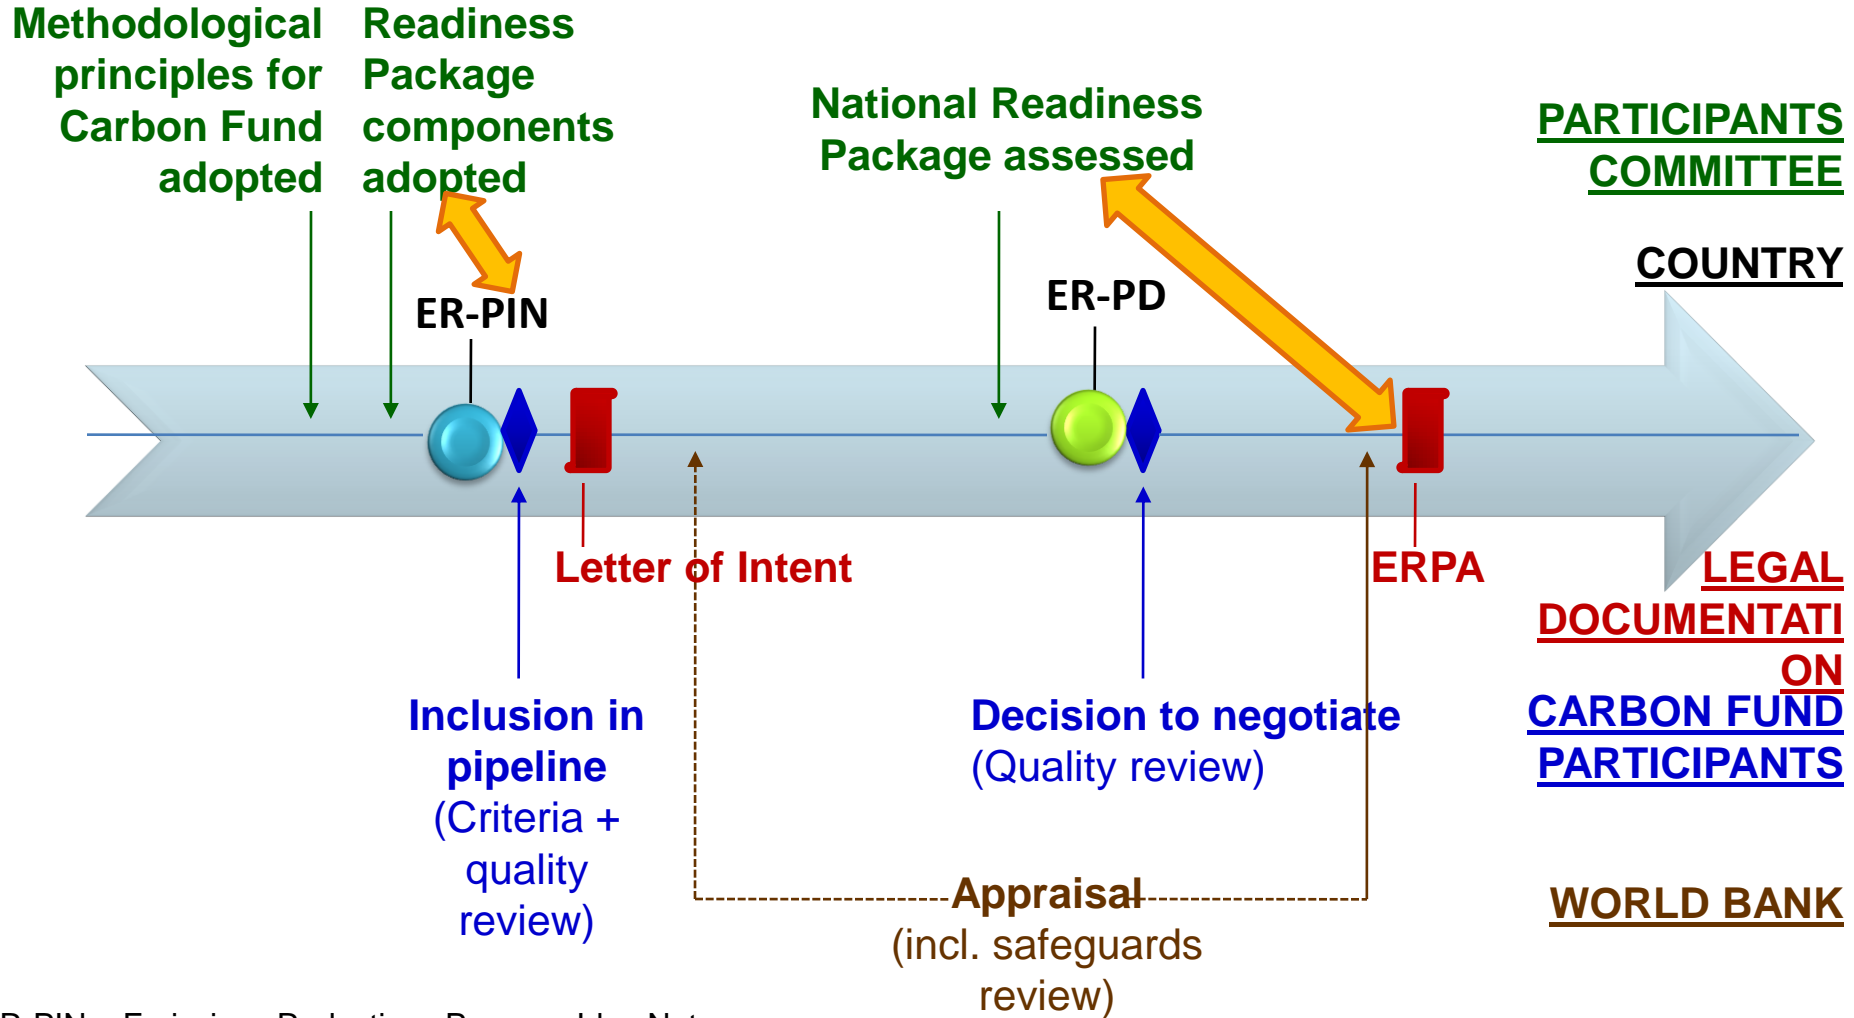 Methodological
principles for
Carbon Fund
adopted
Readiness
Package
components
adopted
National Readiness
Package assessed
PARTICIPANTS
COMMITTEE
COUNTRY
ER-PIN
ER-PD
Letter of Intent
ERPA
LEGAL
DOCUMENTATI
ON
Inclusion in
pipeline
(Criteria +
quality
review)
Decision to negotiate
(Quality review)
CARBON FUND
PARTICIPANTS
Appraisal
(incl. safeguards
review)
WORLD BANK